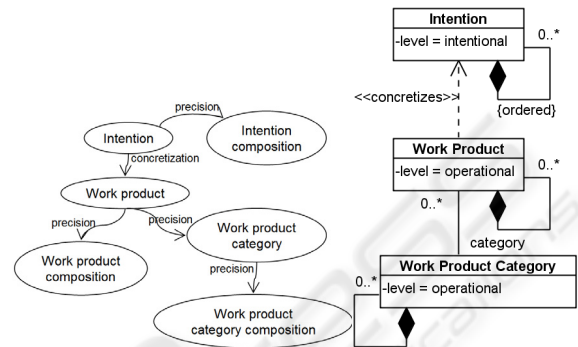 precision
Intention
Intention
composition
concretization
Work product
precision
precision
Work product
composition
Work product
category
precision
Work product
category composition
Intention
-level = intentional
0..*
{ordered}
<<concretizes>>
Work Product
-level = operational
0..*
0..*
category
Work Product Category
-level = operational
0..*